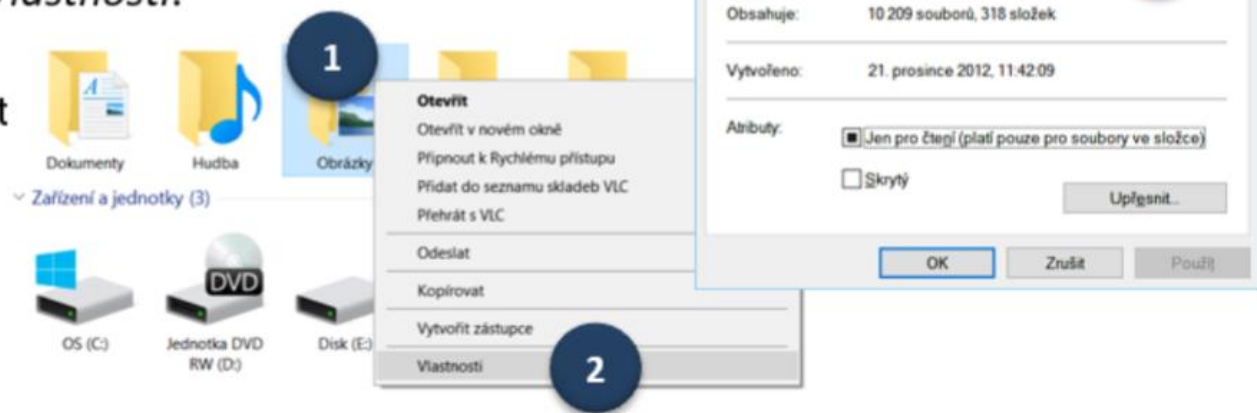 Vlastnosti.
1
t
Dokumenty
Hudba
Obrázky
Zařízení a jednotky (3)
DVD
OS (C:)
Jednotka DVD
RW (D:)
Disk (E:)
Otevřít
Otevřít v novém okně
Připnout k Rychlému přístupu
Přidat do seznamu skladeb VLC
Přehrát s VLC
Odeslat
Kopírovat
Vytvořit zástupce
Vlastnosti
2
Obsahuje: 10 209 souborů, 318 složek
Vytvořeno: 21. prosince 2012, 11:42:09
Atributy: Jen pro čtení (platí pouze pro soubory ve složce)
Skrytý
Upřesnit...
OK Zrušit Použít